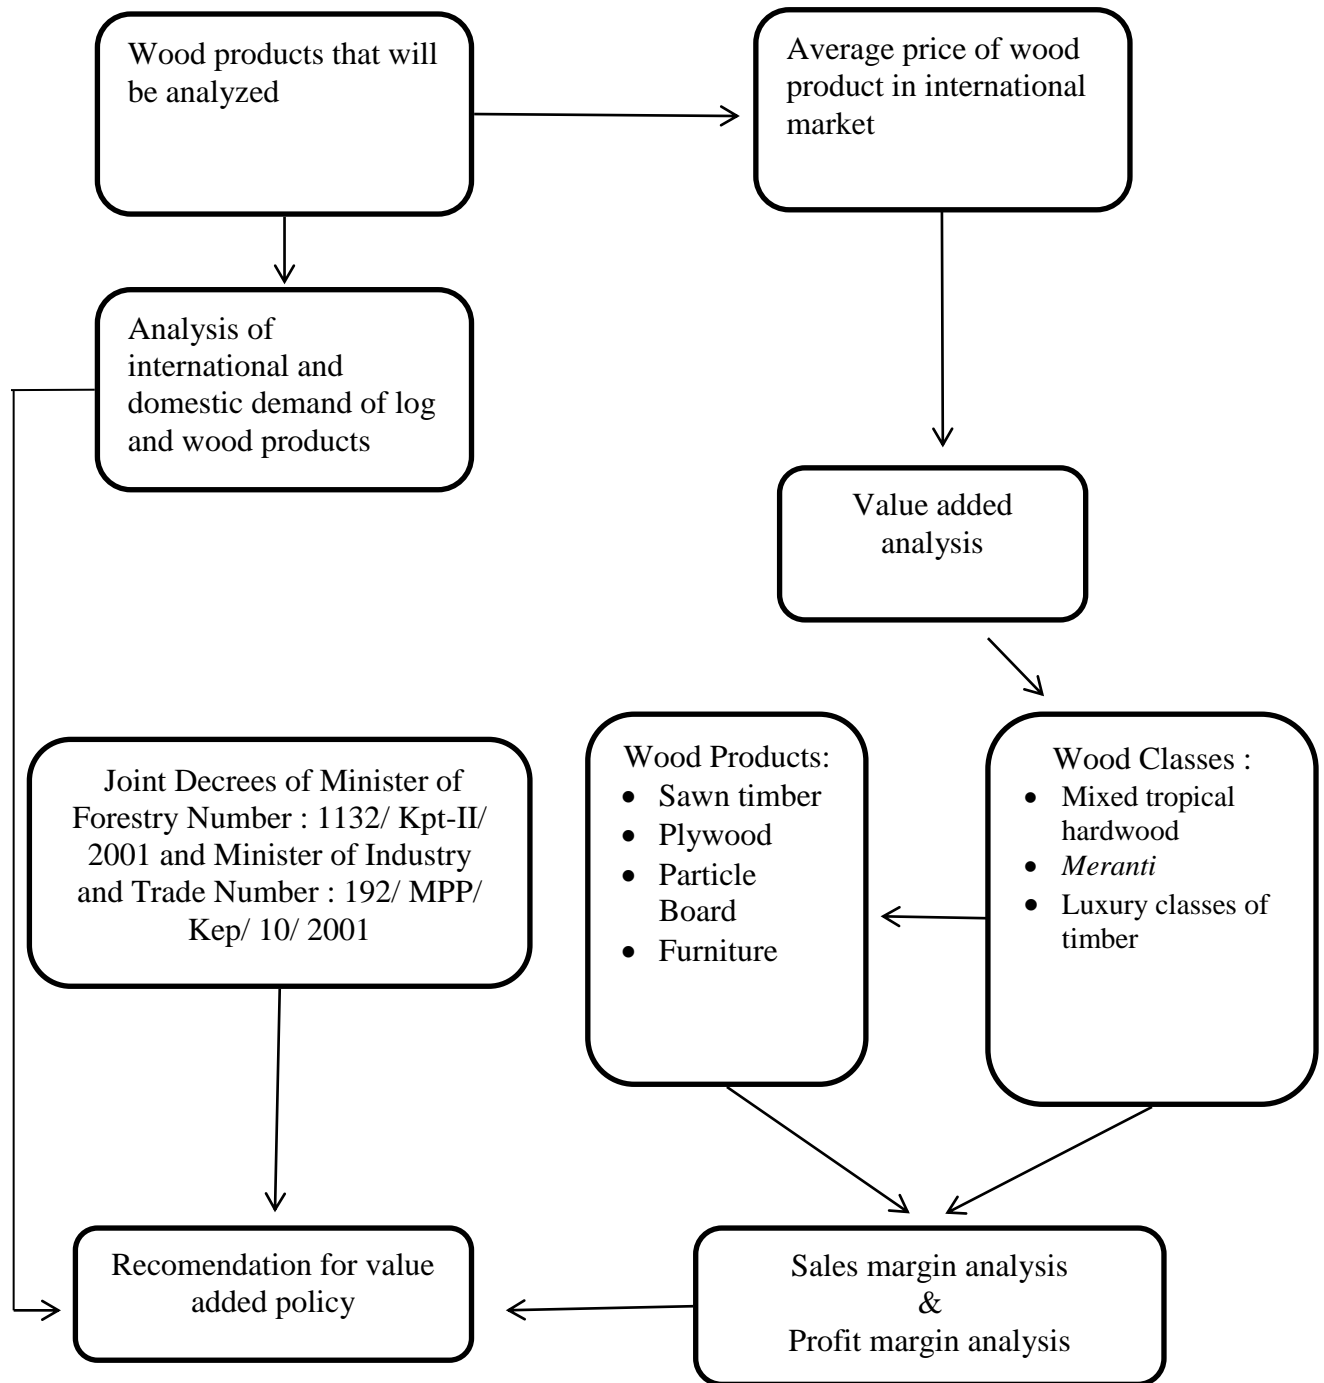 Wood products that will
be analyzed
Average price of wood
product in international
market
Analysis of
international and
domestic demand of log
and wood products
Value added
analysis
Joint Decrees of Minister of
Forestry Number : 1132/ Kpt-II/
2001 and Minister of Industry
and Trade Number : 192/ MPP/
Kep/ 10/ 2001
Wood Products:
• Sawn timber
• Plywood
• Particle
Board
• Furniture
Wood Classes :
• Mixed tropical
hardwood
• Meranti
• Luxury classes of
timber
Recomendation for value
added policy
Sales margin analysis
&
Profit margin analysis